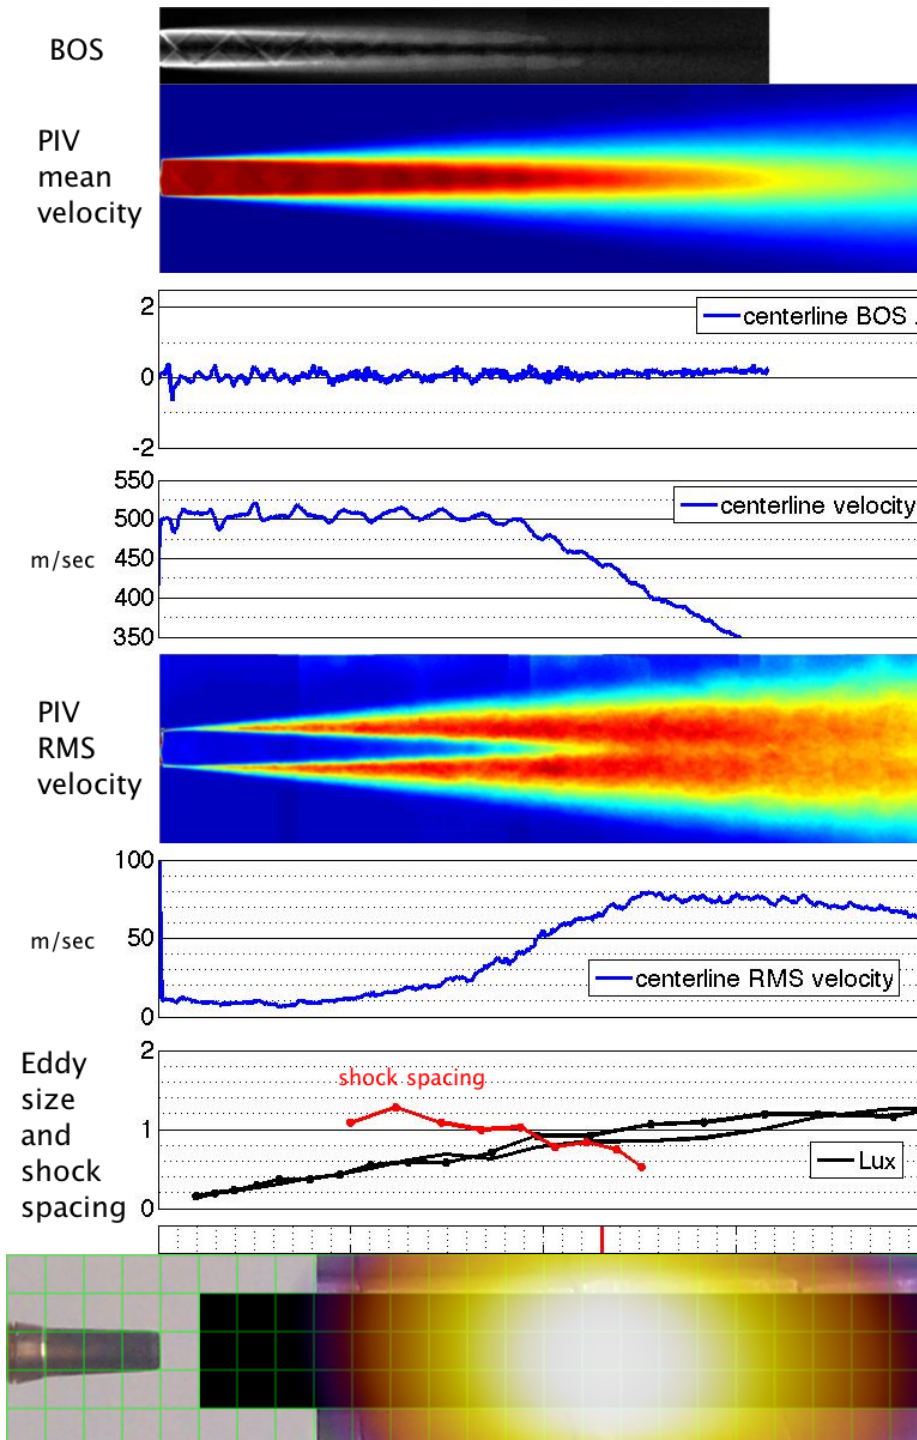 BOS
PIV
mean
velocity
2
centerline BOS .
0
-2
550
centerline velocity
500
m/sec
450
400
350
PIV
RMS
velocity
100
m/sec
50
centerline RMS velocity
0
Eddy
size
and
shock
spacing
2
shock spacing
1
Lux
0